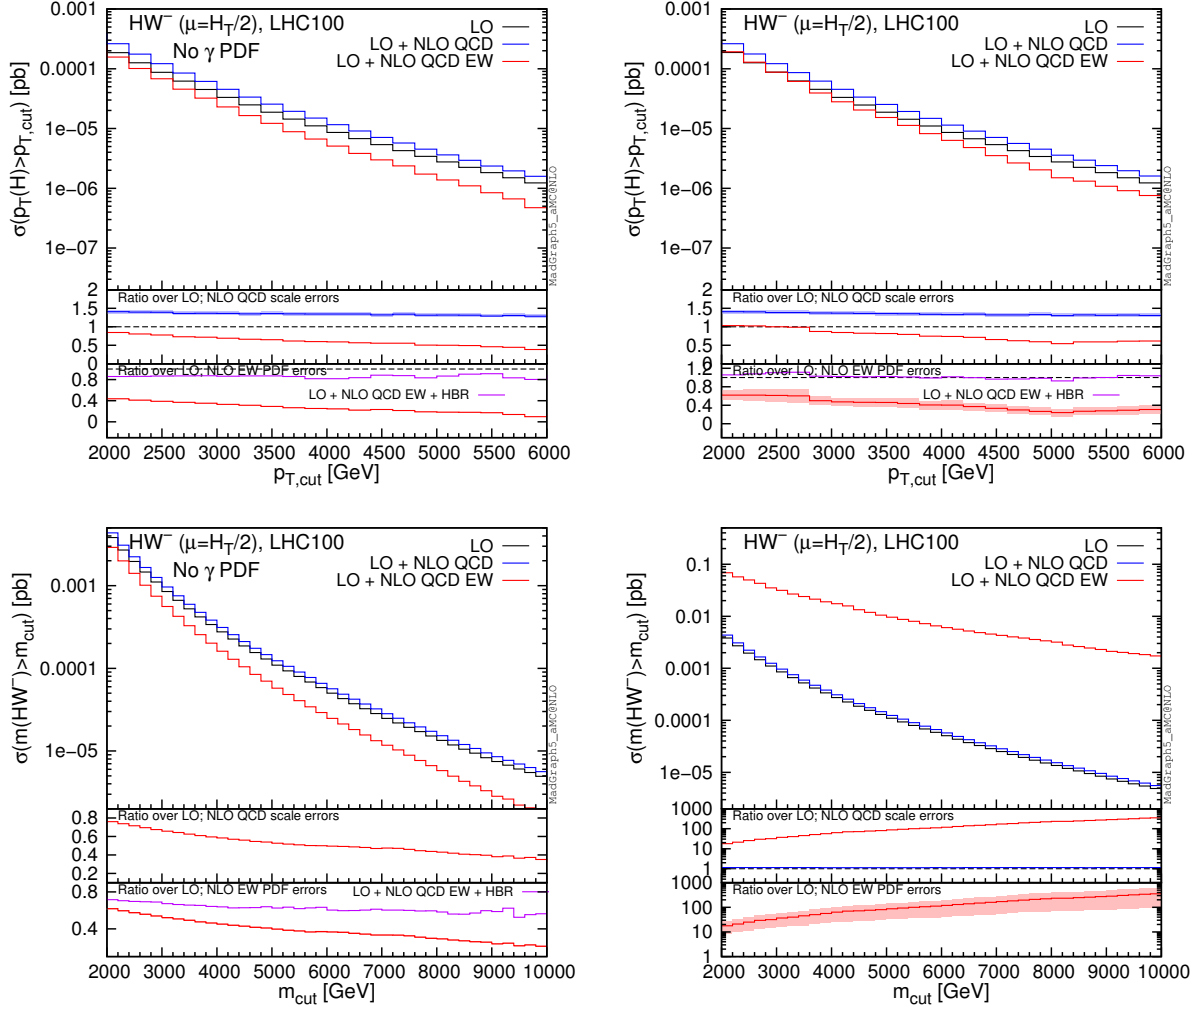 0.001
0.0001
1e-05
1e-06
1e-07
σ(p_T(H)>p_T,cut) [pb]
HW⁻ (μ=H_T/2), LHC100
No γ PDF
LO
LO + NLO QCD
LO + NLO QCD EW
MadGraph5_aMC@NLO
2
1.5
1
0.5
0
Ratio over LO; NLO QCD scale errors
0.8
0.4
0
Ratio over LO; NLO EW PDF errors
LO + NLO QCD EW + HBR
2000 2500 3000 3500 4000 4500 5000 5500 6000
p_T,cut [GeV]
0.001
0.0001
1e-05
1e-06
1e-07
σ(p_T(H)>p_T,cut) [pb]
HW⁻ (μ=H_T/2), LHC100
LO
LO + NLO QCD
LO + NLO QCD EW
MadGraph5_aMC@NLO
2
1.5
1
0.5
0
Ratio over LO; NLO QCD scale errors
1.2
0.8
0.4
0
Ratio over LO; NLO EW PDF errors
LO + NLO QCD EW + HBR
2000 2500 3000 3500 4000 4500 5000 5500 6000
p_T,cut [GeV]
0.001
0.0001
1e-05
σ(m(HW⁻)>m_cut) [pb]
HW⁻ (μ=H_T/2), LHC100
No γ PDF
LO
LO + NLO QCD
LO + NLO QCD EW
MadGraph5_aMC@NLO
0.8
0.6
0.4
0.2
Ratio over LO; NLO QCD scale errors
0.8
0.4
Ratio over LO; NLO EW PDF errors
LO + NLO QCD EW + HBR
2000 3000 4000 5000 6000 7000 8000 9000 10000
m_cut [GeV]
0.1
0.01
0.001
0.0001
1e-05
σ(m(HW⁻)>m_cut) [pb]
HW⁻ (μ=H_T/2), LHC100
LO
LO + NLO QCD
LO + NLO QCD EW
MadGraph5_aMC@NLO
1000
100
10
1
Ratio over LO; NLO QCD scale errors
1000
100
10
1
Ratio over LO; NLO EW PDF errors
2000 3000 4000 5000 6000 7000 8000 9000 10000
m_cut [GeV]